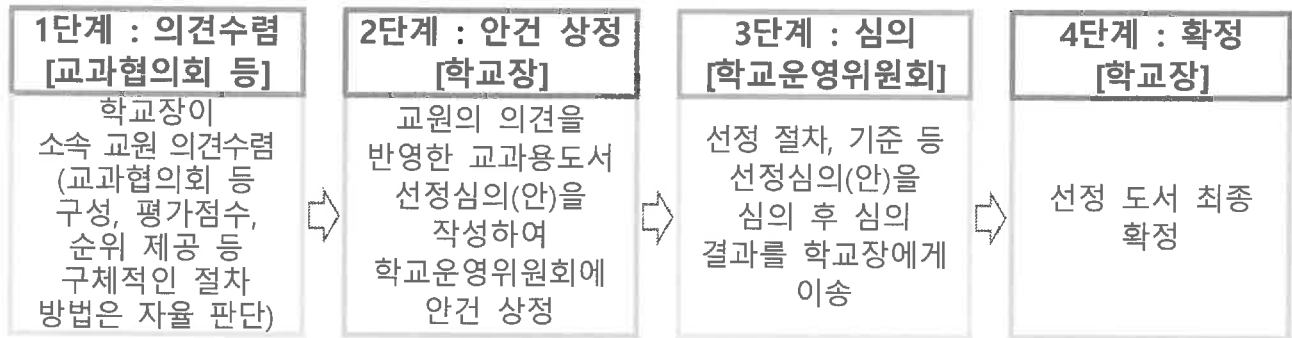 1단계 : 의견수렴
[교과협의회 등]
학교장이
소속 교원 의견수렴
(교과협의회 등
구성, 평가점수,
순위 제공 등
구체적인 절차
방법은 자율 판단)
2단계 : 안건 상정
[학교장]
교원의 의견을
반영한 교과용도서
선정심의(안)을
작성하여
학교운영위원회에
안건 상정
3단계 : 심의
[학교운영위원회]
선정 절차, 기준 등
선정심의(안)을
심의 후 심의
결과를 학교장에게
이송
4단계 : 확정
[학교장]
선정 도서 최종
확정